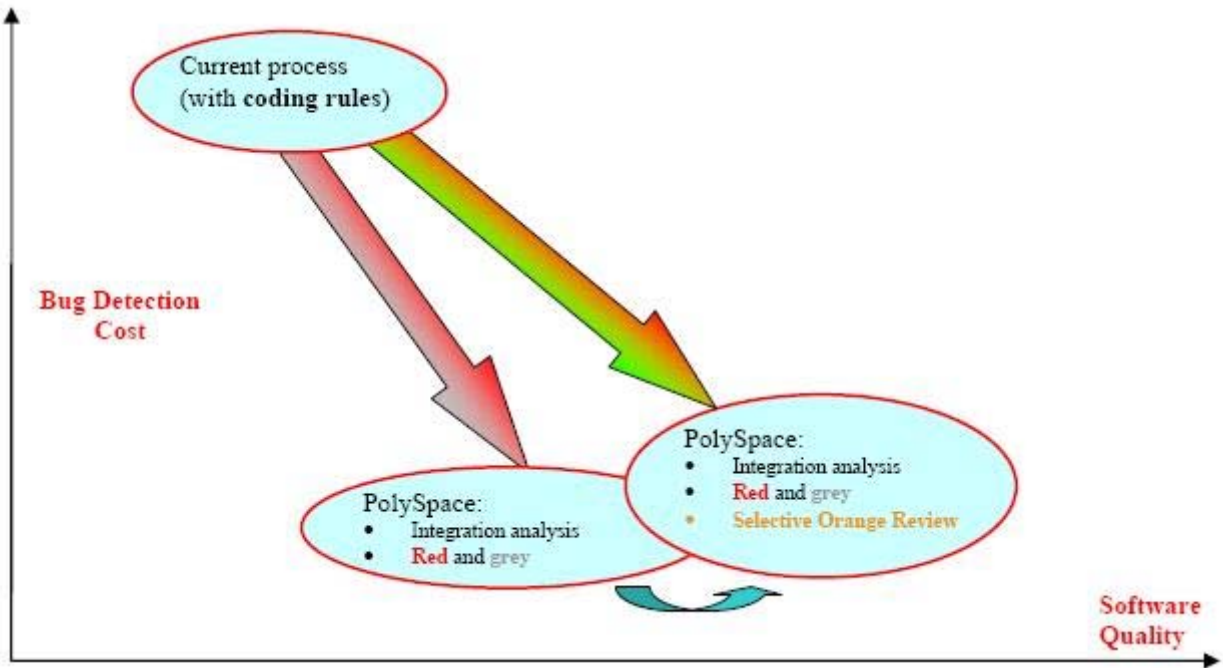 Current process
(with coding rules)
Bug Detection
Cost
PolySpace:
• Integration analysis
• Red and grey
• Selective Orange Review
PolySpace:
• Integration analysis
• Red and grey
Software
Quality